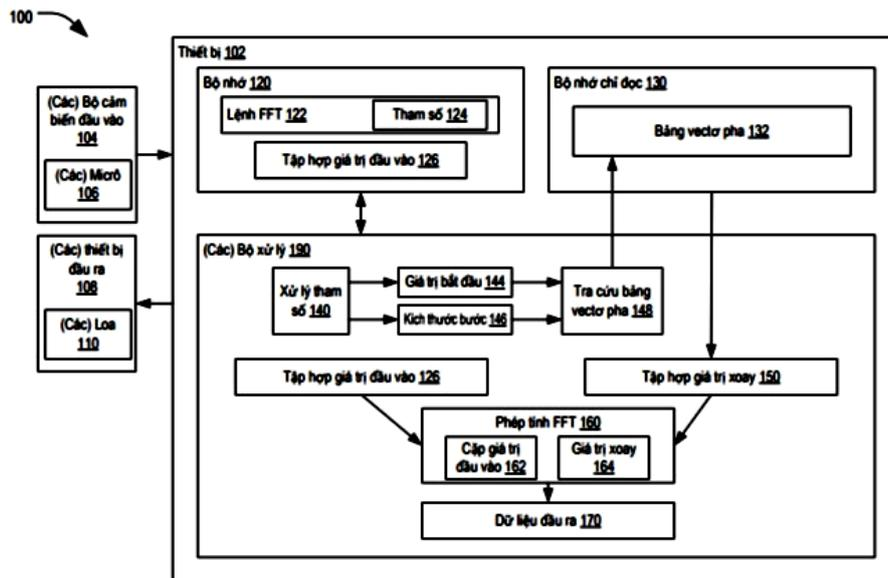 100
Thiết bị 102
(Các) Bộ cảm
biến đầu vào
104
(Các) Micrô
106
(Các) thiết bị
đầu ra
108
(Các) Loa
110
Bộ nhớ 120
Lệnh FFT 122
Tham số 124
Tập hợp giá trị đầu vào 126
Bộ nhớ chỉ đọc 130
Bảng vectơ pha 132
(Các) Bộ xử lý 190
Xử lý tham
số 140
Giá trị bắt đầu 144
Kích thước bước 146
Tra cứu bảng
vectơ pha 148
Tập hợp giá trị đầu vào 126
Tập hợp giá trị xoay 150
Phép tính FFT 160
Cặp giá trị
đầu vào 162
Giá trị xoay
164
Dữ liệu đầu ra 170